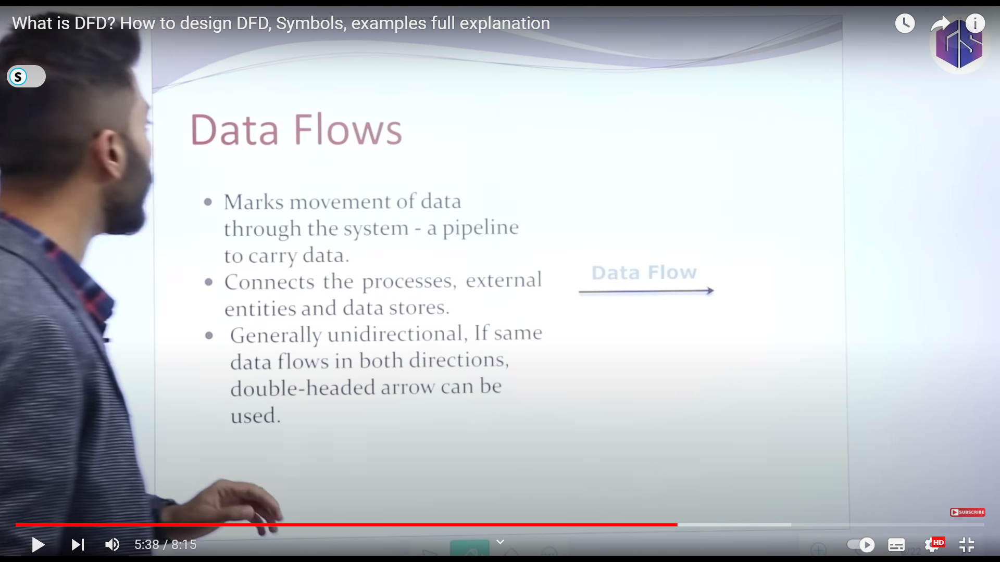 What is DFD? How to design DFD, Symbols, examples full explanation
S
Data Flows
Marks movement of data
through the system - a pipeline
to carry data.
Connects the processes, external
entities and data stores.
Generally unidirectional, If same
data flows in both directions,
double-headed arrow can be
used.
Data Flow
SUBSCRIBE
5:38 / 8:15
HD